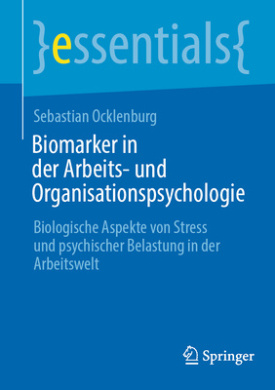 }essentials{
Sebastian Ocklenburg
Biomarker in
der Arbeits- und
Organisationspsychologie
Biologische Aspekte von Stress
und psychischer Belastung in der
Arbeitswelt
Springer